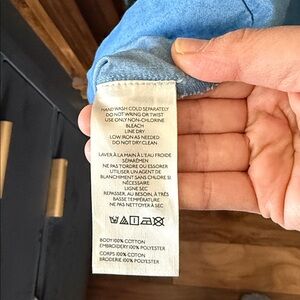 HAND WASH COLD SEPARATELY
DO NOT WRING OR TWIST
USE ONLY NON-CHLORINE
BLEACH
LINE DRY
LOW IRON AS NEEDED
DO NOT DRY CLEAN
LAVER À LA MAIN À L'EAU FROIDE
SÉPARÉMEN
NE PAS TORDRE OU ESSORER
UTILISER UN AGENT DE
BLANCHIMENT SANS CHLORE SI
NÉCESSAIRE
LIGNE SEC
REPASSER, AU BESOIN, À TRÈS
BASSE TEMPÉRATURE
NE PAS NETTOYER À SEC
BODY:100% COTTON
EMBROIDERY:100% POLYESTER
CORPS:100% COTTON
BRODERIE:100% POLYESTER